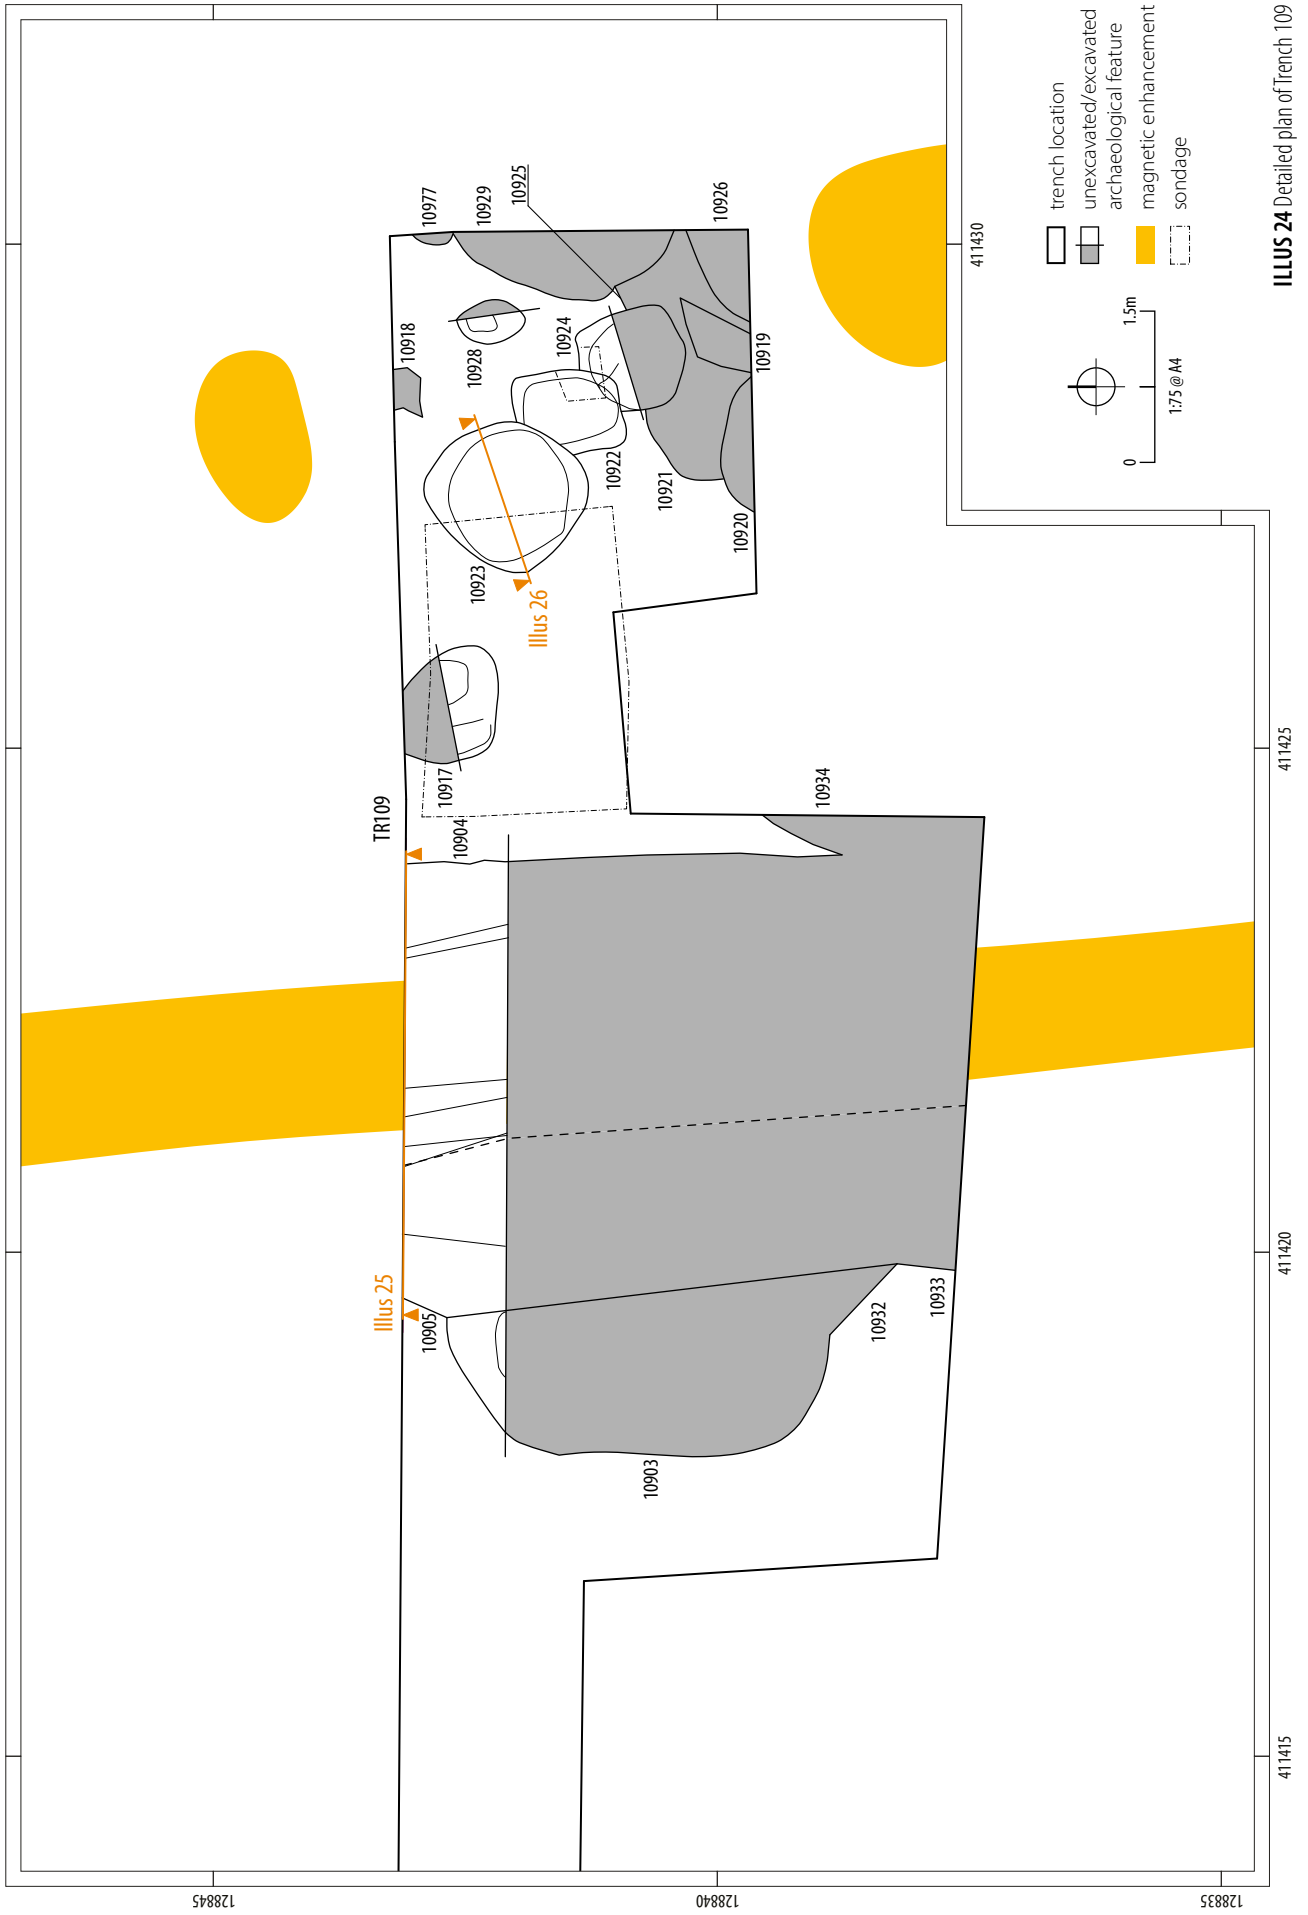 128845
128840
128835
411415
411420
411425
411430
TR109
Illus 25
Illus 26
10905
10903
10932
10933
10904
10934
10917
10923
10918
10928
10924
10922
10921
10920
10919
10977
10929
10925
10926
0
1.5m
1:75 @ A4
trench location
unexcavated/excavated
archaeological feature
magnetic enhancement
sondage
ILLUS 24 Detailed plan of Trench 109